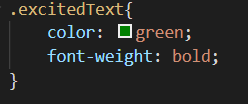 .excitedText{
    color: green;
    font-weight: bold;
}